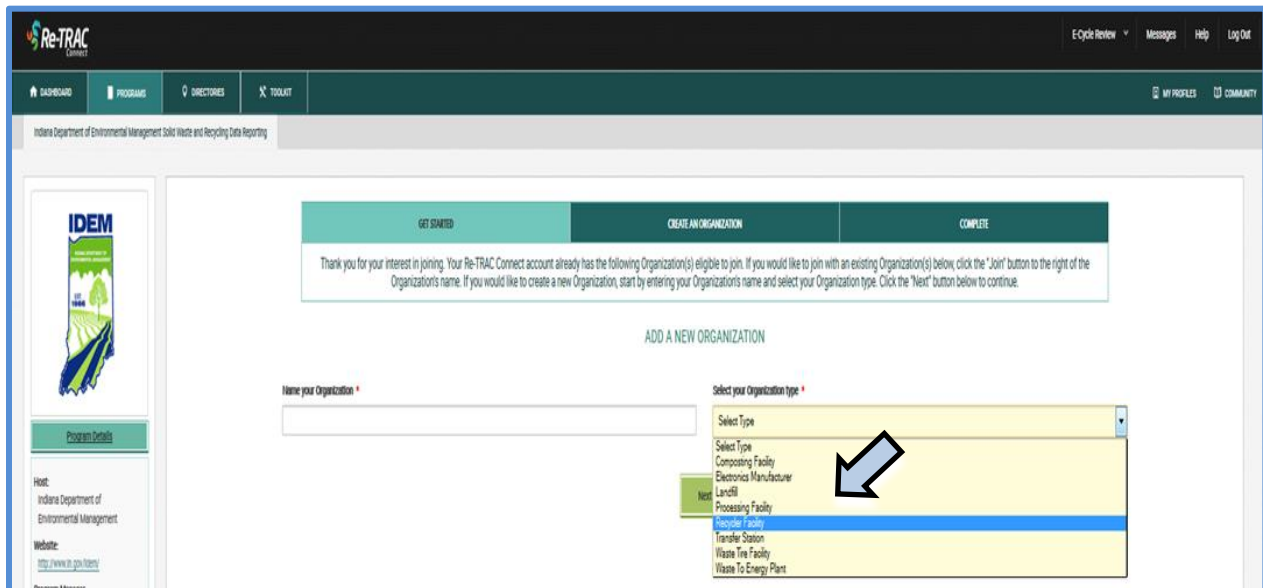 Re-TRAC
Connect
E-Cycle Review Messages Help Log Out
DASHBOARD PROGRAMS DIRECTORIES TOOLKIT MY PROFILES COMMUNITY
Indiana Department of Environmental Management Solid Waste and Recycling Data Reporting
IDEM
GET STARTED CREATE AN ORGANIZATION COMPLETE
Thank you for your interest in joining. Your Re-TRAC Connect account already has the following Organization(s) eligible to join. If you would like to join with an existing Organization(s) below, click the "Join" button to the right of the
Organization's name. If you would like to create a new Organization, start by entering your Organization's name and select your Organization type. Click the "Next" button below to continue.
ADD A NEW ORGANIZATION
Name your Organization *
Select your Organization type *
Select Type
Select Type
Composting Facility
Electronics Manufacturer
Landfill
Processing Facility
Recycler Facility
Transfer Station
Waste Tire Facility
Waste To Energy Plant
Next
Program Details
Host:
Indiana Department of
Environmental Management
Website:
http://www.in.gov/idem/
Program Manager